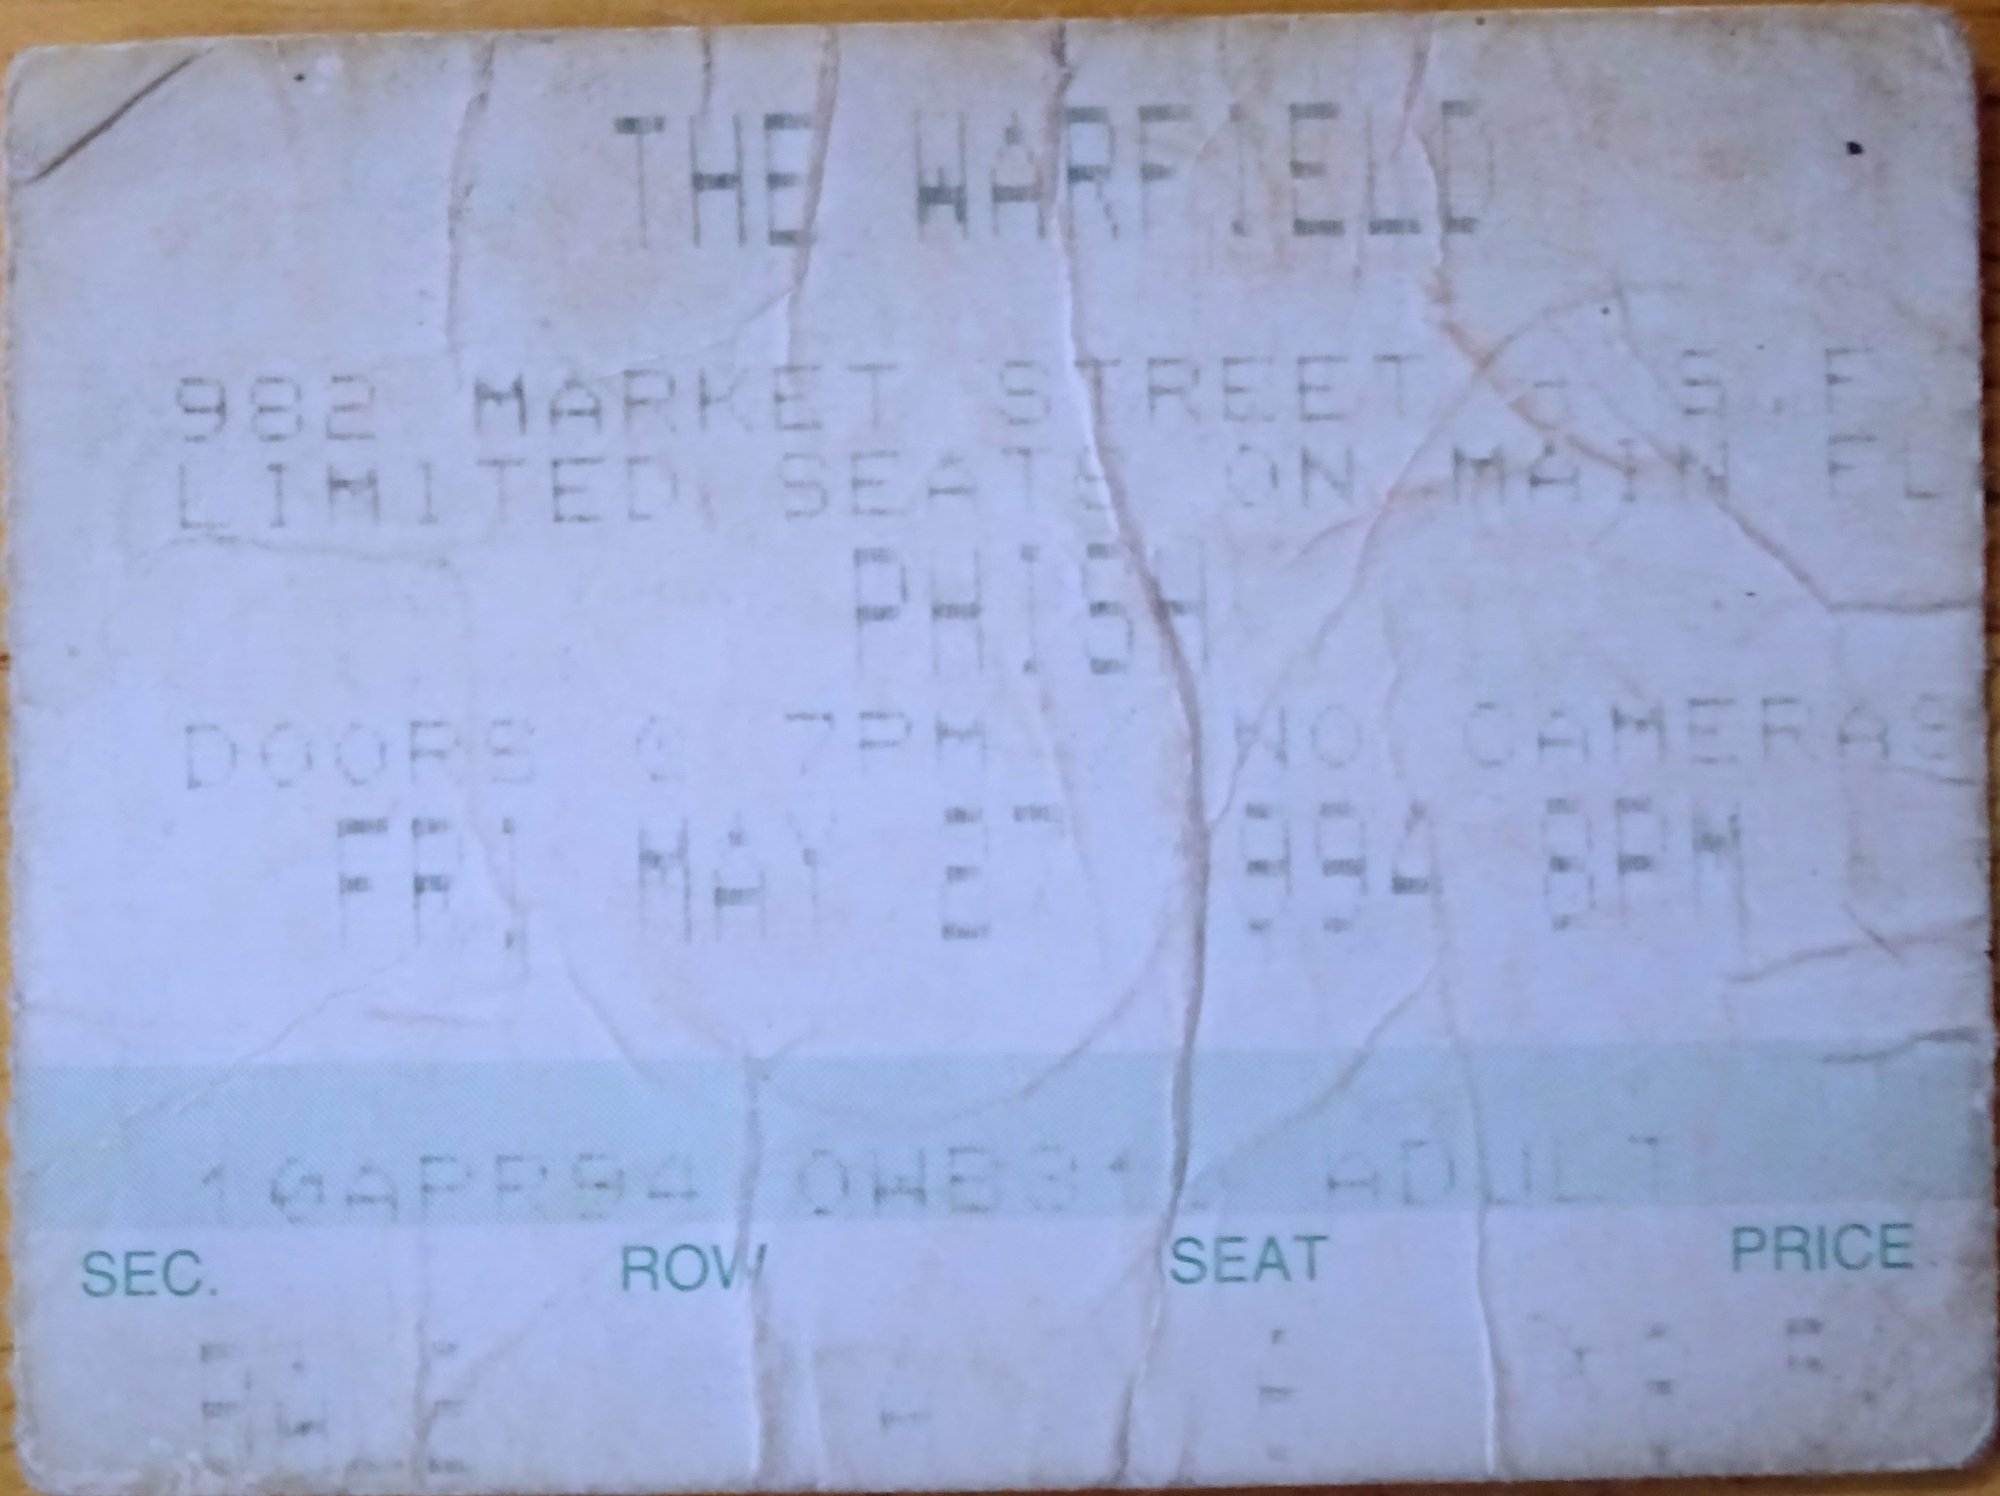 THE WARFIELD
982 MARKET STREET - S.F.
LIMITED SEATS ON MAIN FL
PHISH
DOORS @ 7PM / NO CAMERAS
FRI MAY 27 1994 8PM
16APR94 ADULT
SEC. ROW SEAT PRICE